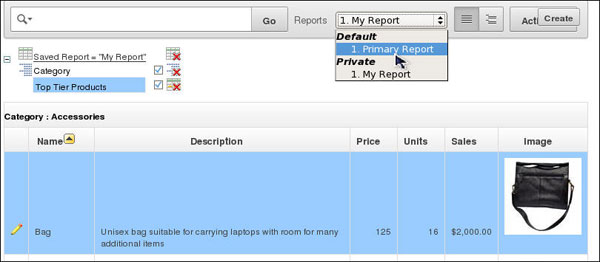 Go Reports 1. My Report Acti Create
Default
1. Primary Report
Private
1. My Report
Saved Report = "My Report"
Category
Top Tier Products
Category : Accessories
Name Description Price Units Sales Image
Bag Unisex bag suitable for carrying laptops with room for many 125 16 $2,000.00
additional items